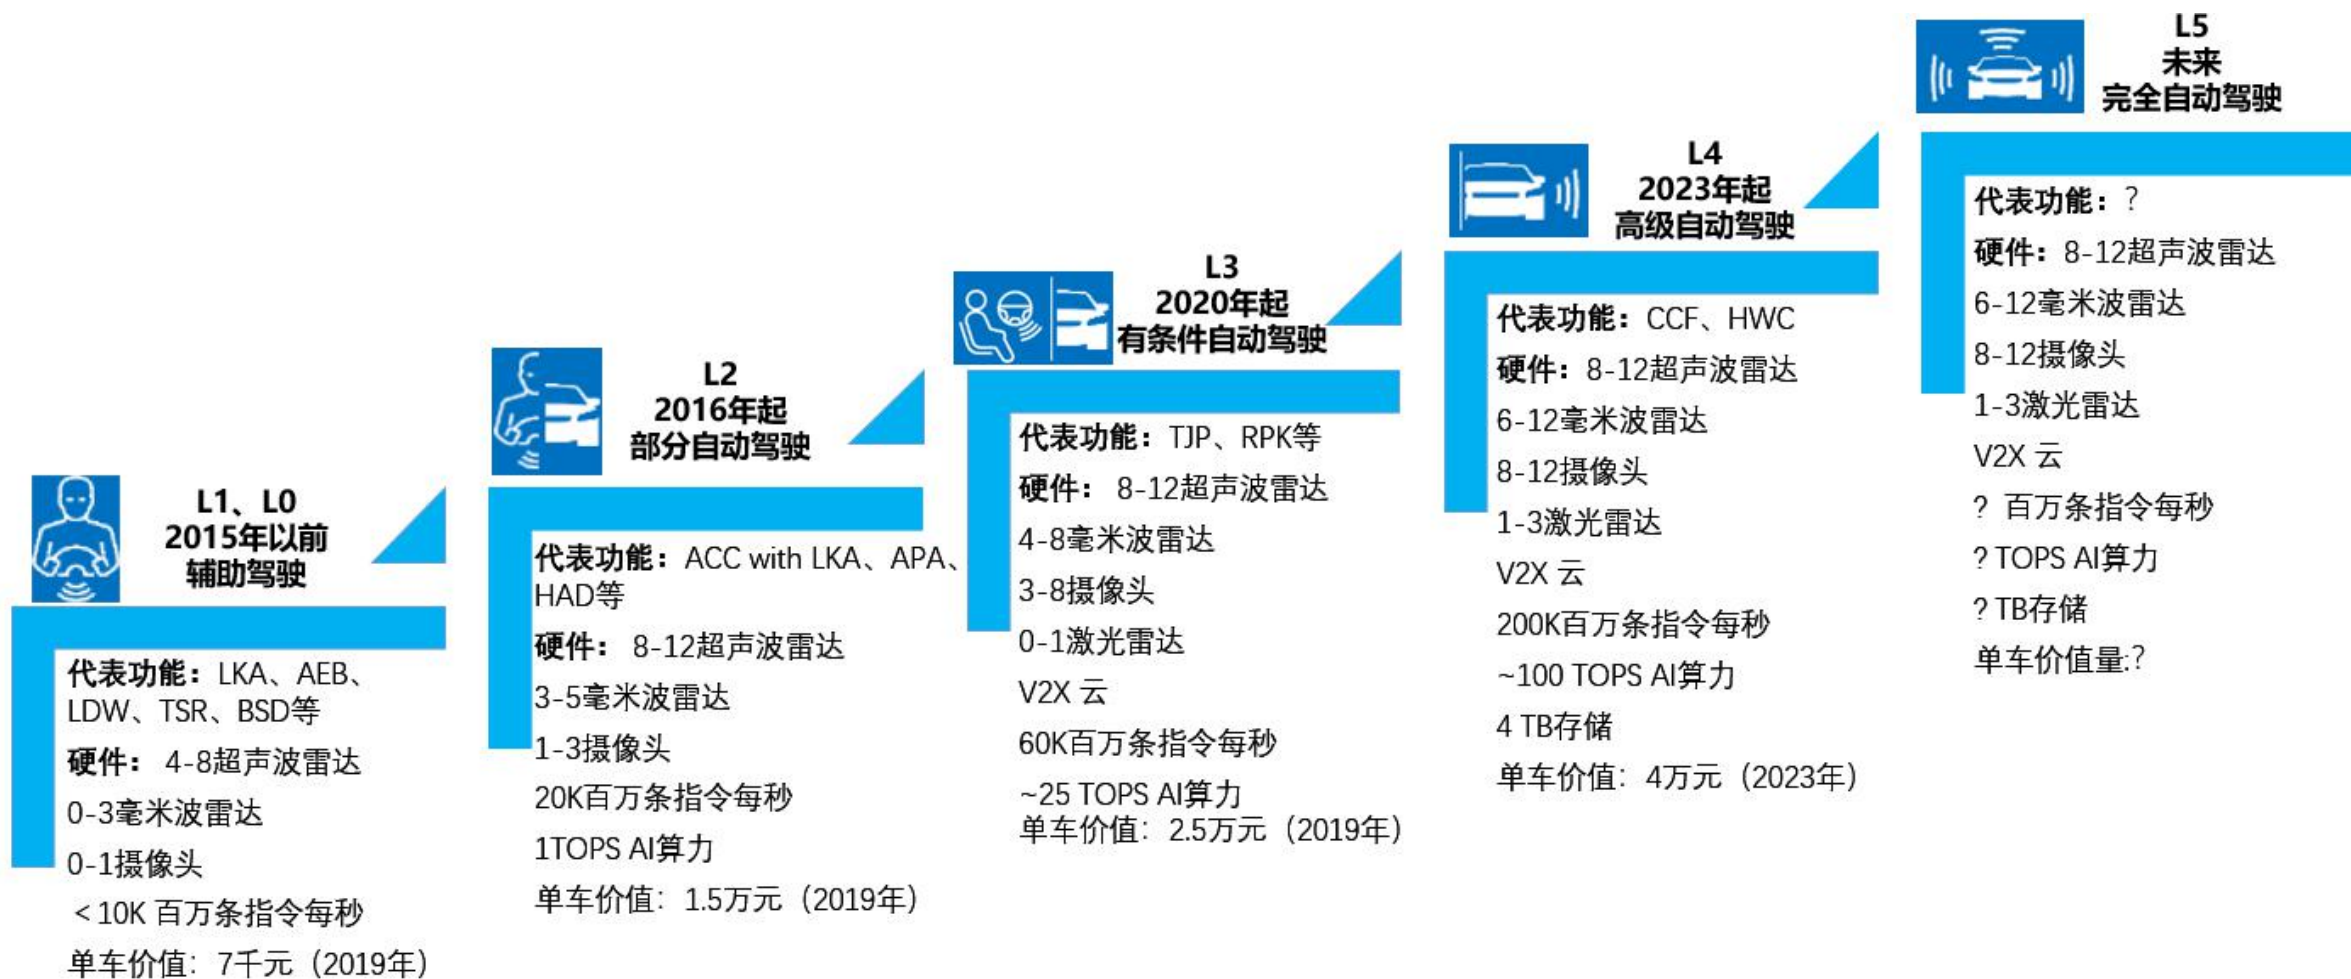 L1、L0
2015年以前
辅助驾驶
代表功能：LKA、AEB、
LDW、TSR、BSD等
硬件： 4-8超声波雷达
0-3毫米波雷达
0-1摄像头
＜10K 百万条指令每秒
单车价值：7千元（2019年）
L2
2016年起
部分自动驾驶
代表功能：ACC with LKA、APA、
HAD等
硬件： 8-12超声波雷达
3-5毫米波雷达
1-3摄像头
20K百万条指令每秒
1TOPS AI算力
单车价值：1.5万元（2019年）
L3
2020年起
有条件自动驾驶
代表功能：TJP、RPK等
硬件： 8-12超声波雷达
4-8毫米波雷达
3-8摄像头
0-1激光雷达
V2X 云
60K百万条指令每秒
~25 TOPS AI算力
单车价值：2.5万元（2019年）
L4
2023年起
高级自动驾驶
代表功能：CCF、HWC
硬件：8-12超声波雷达
6-12毫米波雷达
8-12摄像头
1-3激光雷达
V2X 云
200K百万条指令每秒
~100 TOPS AI算力
4 TB存储
单车价值：4万元（2023年）
L5
未来
完全自动驾驶
代表功能：？
硬件：8-12超声波雷达
6-12毫米波雷达
8-12摄像头
1-3激光雷达
V2X 云
？百万条指令每秒
? TOPS AI算力
? TB存储
单车价值量:?